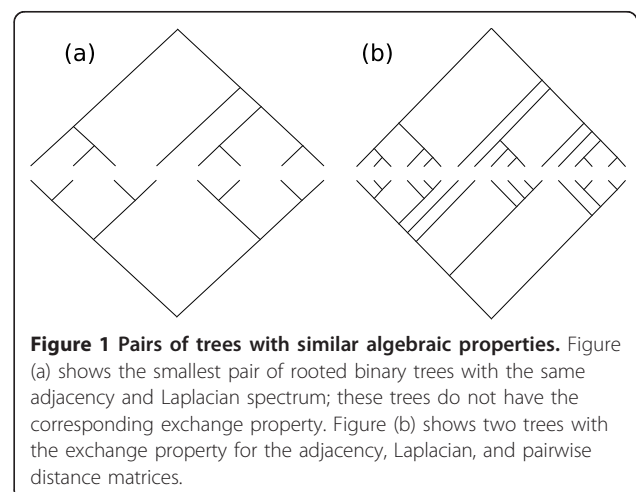 (a)
(b)
Figure 1 Pairs of trees with similar algebraic properties. Figure
(a) shows the smallest pair of rooted binary trees with the same
adjacency and Laplacian spectrum; these trees do not have the
corresponding exchange property. Figure (b) shows two trees with
the exchange property for the adjacency, Laplacian, and pairwise
distance matrices.